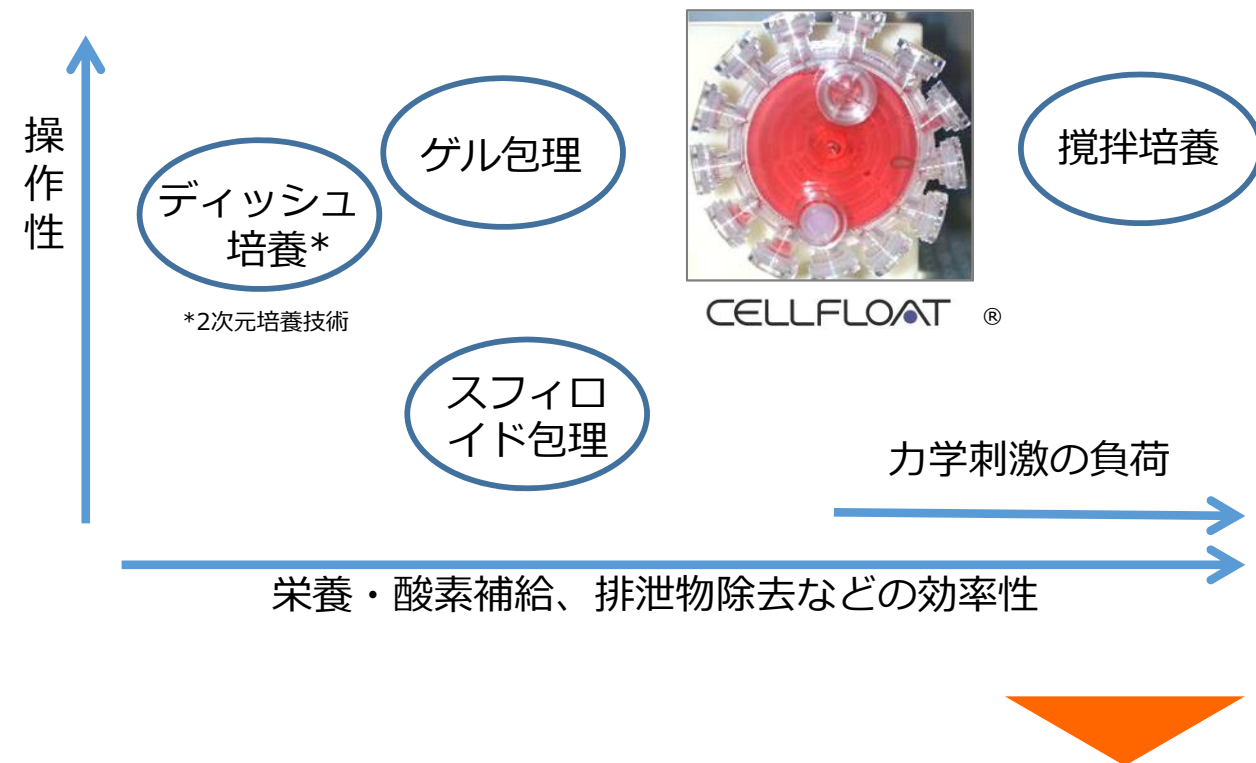 操作性
ディッシュ
培養*
*2次元培養技術
ゲル包理
スフィロ
イド包理
CELLFLOAT ®
撹拌培養
力学刺激の負荷
栄養・酸素補給、排泄物除去などの効率性